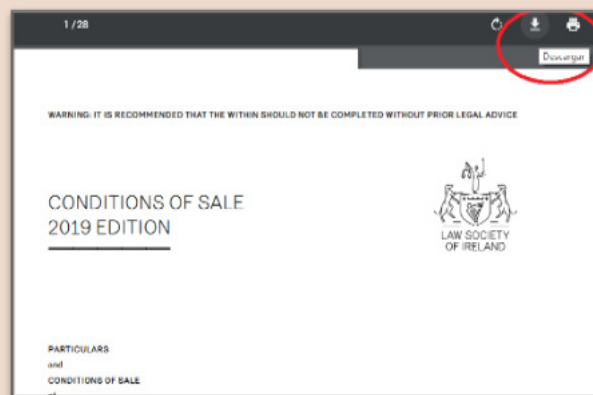 1 / 28
Descargar
WARNING: IT IS RECOMMENDED THAT THE WITHIN SHOULD NOT BE COMPLETED WITHOUT PRIOR LEGAL ADVICE
CONDITIONS OF SALE
2019 EDITION
LAW SOCIETY
OF IRELAND
PARTICULARS
and
CONDITIONS OF SALE
of